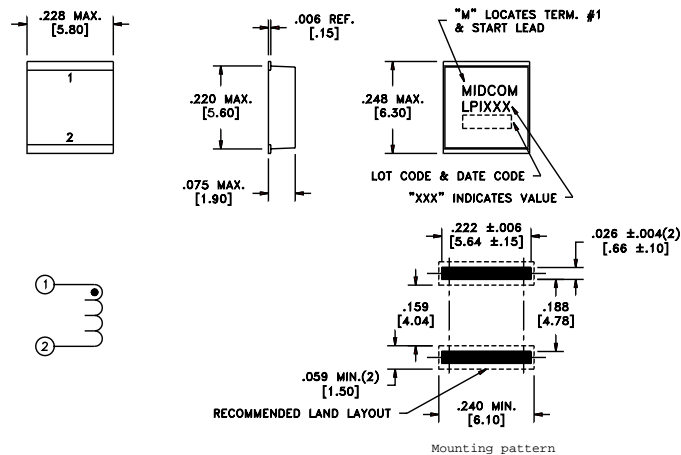 .228 MAX.
[5.80]
1
2
.006 REF.
[.15]
.220 MAX.
[5.60]
.075 MAX.
[1.90]
"M" LOCATES TERM. #1
& START LEAD
.248 MAX.
[6.30]
MIDCOM
LPIXXX
LOT CODE & DATE CODE
"XXX" INDICATES VALUE
1
2
.222 ±.006
[5.64 ±.15]
.026 ±.004(2)
[.66 ±.10]
.159
[4.04]
.188
[4.78]
.059 MIN.(2)
[1.50]
RECOMMENDED LAND LAYOUT
.240 MIN.
[6.10]
Mounting pattern